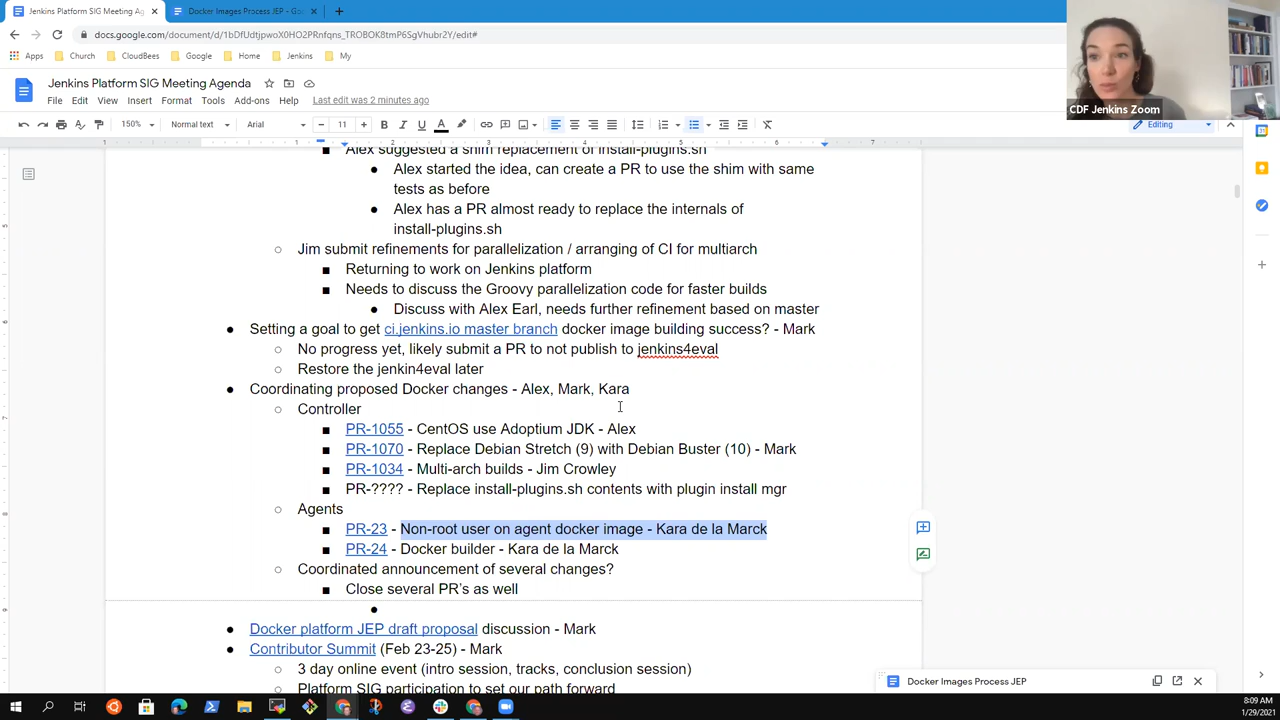 Jenkins Platform SIG Meeting Agenda
Docker Images Process JEP - Go
docs.google.com/document/d/1bDfUdtjpwoX0HO2PRnfqns_TROBOK8tmP6SgVhubr2Y/edit#
Apps Church CloudBees Google Home Jenkins My
Jenkins Platform SIG Meeting Agenda
File Edit View Insert Format Tools Add-ons Help Last edit was 2 minutes ago
150% Normal text Arial 11 B I U A Editing
CDF Jenkins Zoom
1 1 2 3 4 5 6 7
Alex suggested a shim replacement of install-plugins.sh
Alex started the idea, can create a PR to use the shim with same
tests as before
Alex has a PR almost ready to replace the internals of
install-plugins.sh
Jim submit refinements for parallelization / arranging of CI for multiarch
Returning to work on Jenkins platform
Needs to discuss the Groovy parallelization code for faster builds
Discuss with Alex Earl, needs further refinement based on master
Setting a goal to get ci.jenkins.io master branch docker image building success? - Mark
No progress yet, likely submit a PR to not publish to jenkins4eval
Restore the jenkin4eval later
Coordinating proposed Docker changes - Alex, Mark, Kara
Controller
PR-1055 - CentOS use Adoptium JDK - Alex
PR-1070 - Replace Debian Stretch (9) with Debian Buster (10) - Mark
PR-1034 - Multi-arch builds - Jim Crowley
PR-???? - Replace install-plugins.sh contents with plugin install mgr
Agents
PR-23 - Non-root user on agent docker image - Kara de la Marck
PR-24 - Docker builder - Kara de la Marck
Coordinated announcement of several changes?
Close several PR's as well
Docker platform JEP draft proposal discussion - Mark
Contributor Summit (Feb 23-25) - Mark
3 day online event (intro session, tracks, conclusion session)
Platform SIG participation to set our path forward
Docker Images Process JEP
8:09 AM
1/29/2021